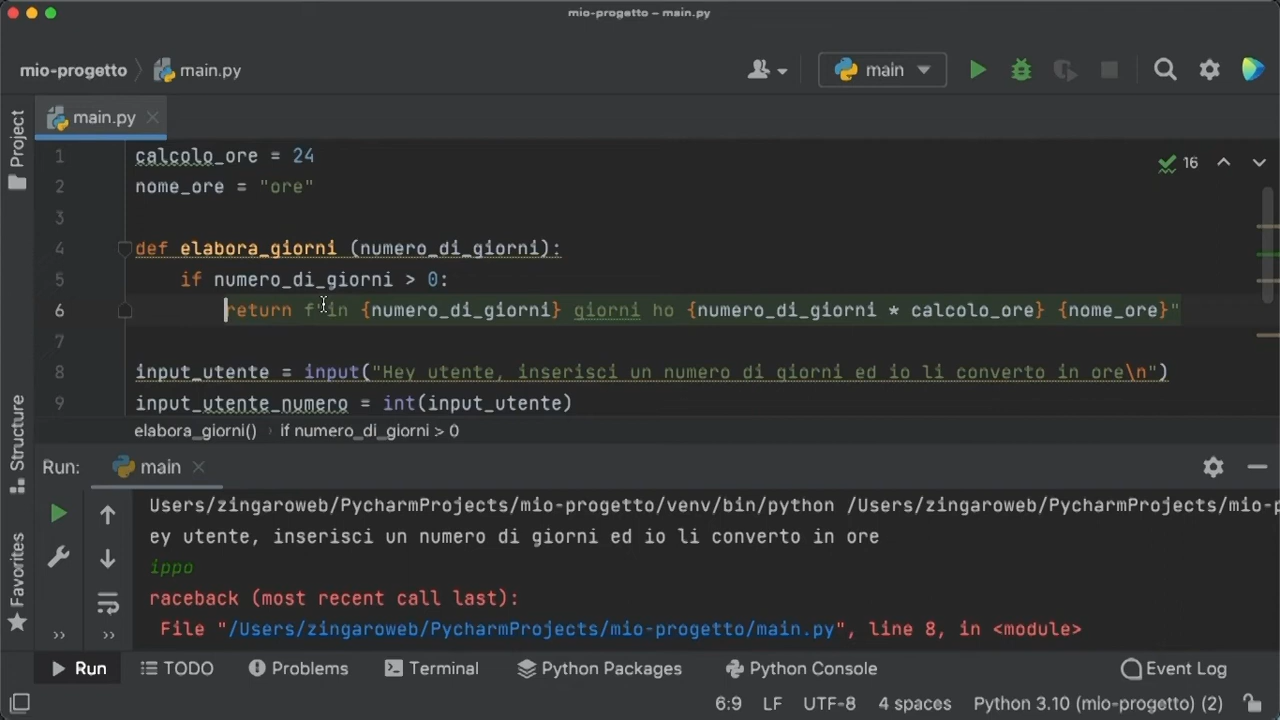 mio-progetto – main.py
mio-progetto main.py
main
main.py
16
Project
Structure
Favorites
1 calcolo_ore = 24
2 nome_ore = "ore"
3
4 def elabora_giorni (numero_di_giorni):
5 if numero_di_giorni > 0:
6 return f"in {numero_di_giorni} giorni ho {numero_di_giorni * calcolo_ore} {nome_ore}"
7
8 input_utente = input("Hey utente, inserisci un numero di giorni ed io li converto in ore\n")
9 input_utente_numero = int(input_utente)
elabora_giorni() › if numero_di_giorni > 0
Run: main
Users/zingaroweb/PycharmProjects/mio-progetto/venv/bin/python /Users/zingaroweb/PycharmProjects/mio-p
ey utente, inserisci un numero di giorni ed io li converto in ore
ippo
raceback (most recent call last):
File "/Users/zingaroweb/PycharmProjects/mio-progetto/main.py", line 8, in <module>
Run TODO Problems Terminal Python Packages Python Console Event Log
6:9 LF UTF-8 4 spaces Python 3.10 (mio-progetto) (2)